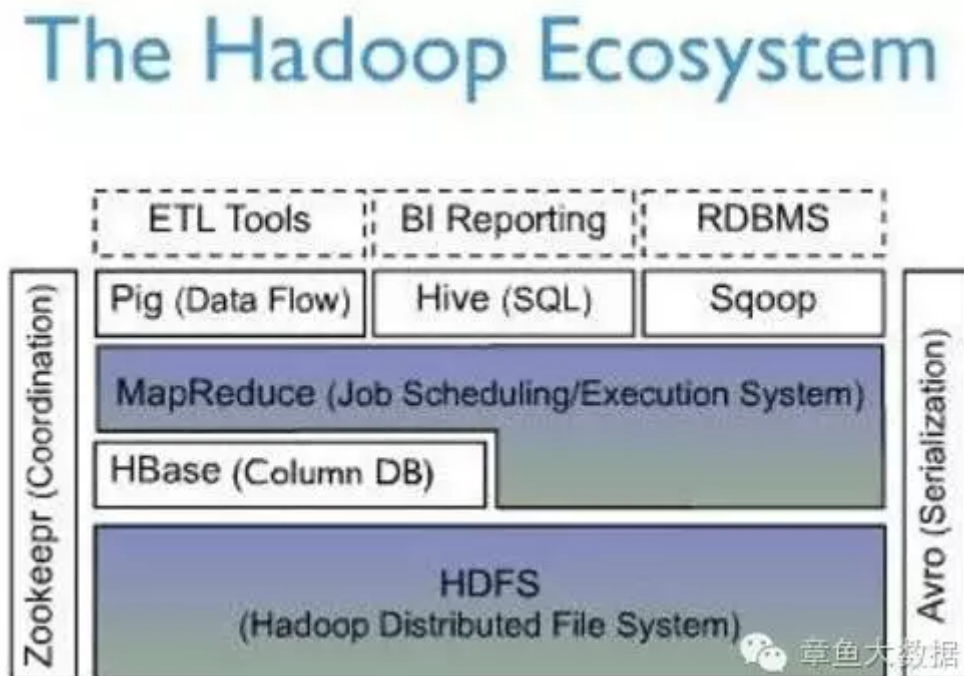 The Hadoop Ecosystem
ETL Tools
BI Reporting
RDBMS
Zookeepr (Coordination)
Pig (Data Flow)
Hive (SQL)
Sqoop
Avro (Serialization)
MapReduce (Job Scheduling/Execution System)
HBase (Column DB)
HDFS
(Hadoop Distributed File System)
章鱼大数据